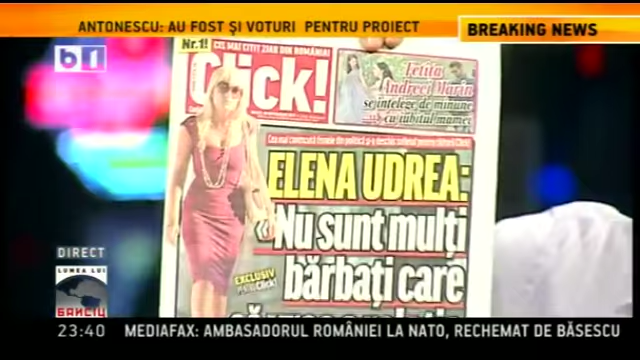 ANTONESCU: AU FOST ŞI VOTURI PENTRU PROIECT
BREAKING NEWS
b1
Nr.1!
CEL MAI CITIT ZIAR DIN ROMÂNIA!
Click!
Fetiţa
Andreei Marin
se înţeleze de minune
cu iubitul mamei
ELENA UDREA:
«Nu sunt mulţi
bărbaţi care
EXCLUSIV
Click!
DIRECT
LUMEA LUI
BANCIU
23:40 MEDIAFAX: AMBASADORUL ROMÂNIEI LA NATO, RECHEMAT DE BĂSESCU